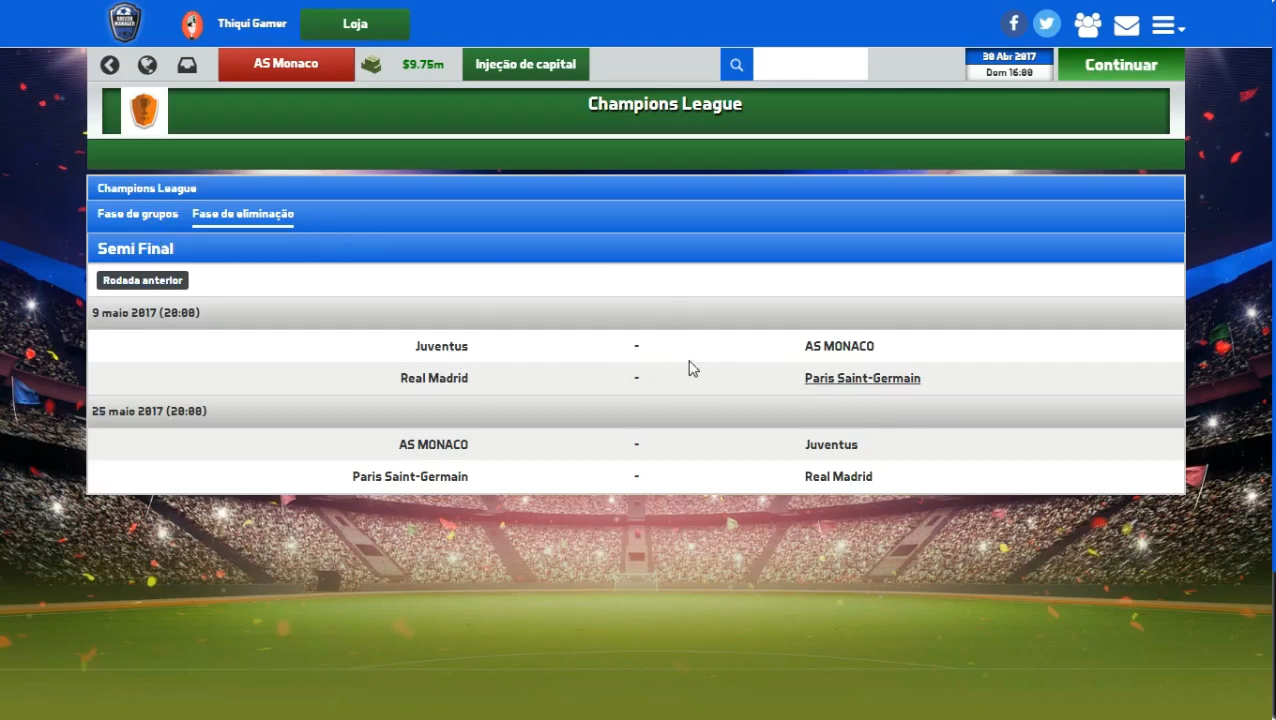 Thiqui Gamer
Loja
AS Monaco
$9.75m
Injeção de capital
30 Abr 2017
Dom 16:00
Continuar
Champions League
Champions League
Fase de grupos Fase de eliminação
Semi Final
Rodada anterior
9 maio 2017 (20:00)
Juventus - AS MONACO
Real Madrid - Paris Saint-Germain
25 maio 2017 (20:00)
AS MONACO - Juventus
Paris Saint-Germain - Real Madrid